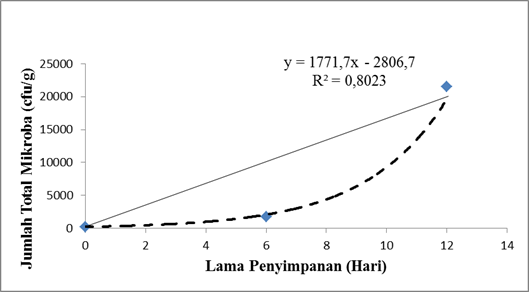 y = 1771,7x - 2806,7
R² = 0,8023
Jumlah Total Mikroba (cfu/g)
25000
20000
15000
10000
5000
0
0 2 4 6 8 10 12 14
Lama Penyimpanan (Hari)